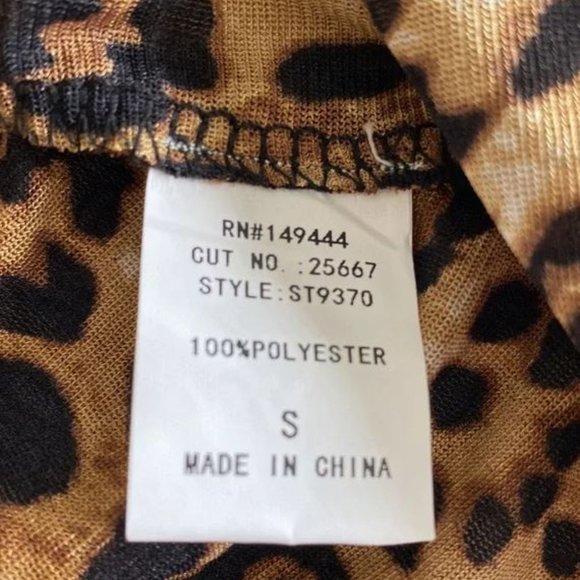 RN#149444
CUT NO. :25667
STYLE:ST9370
100%POLYESTER
S
MADE IN CHINA